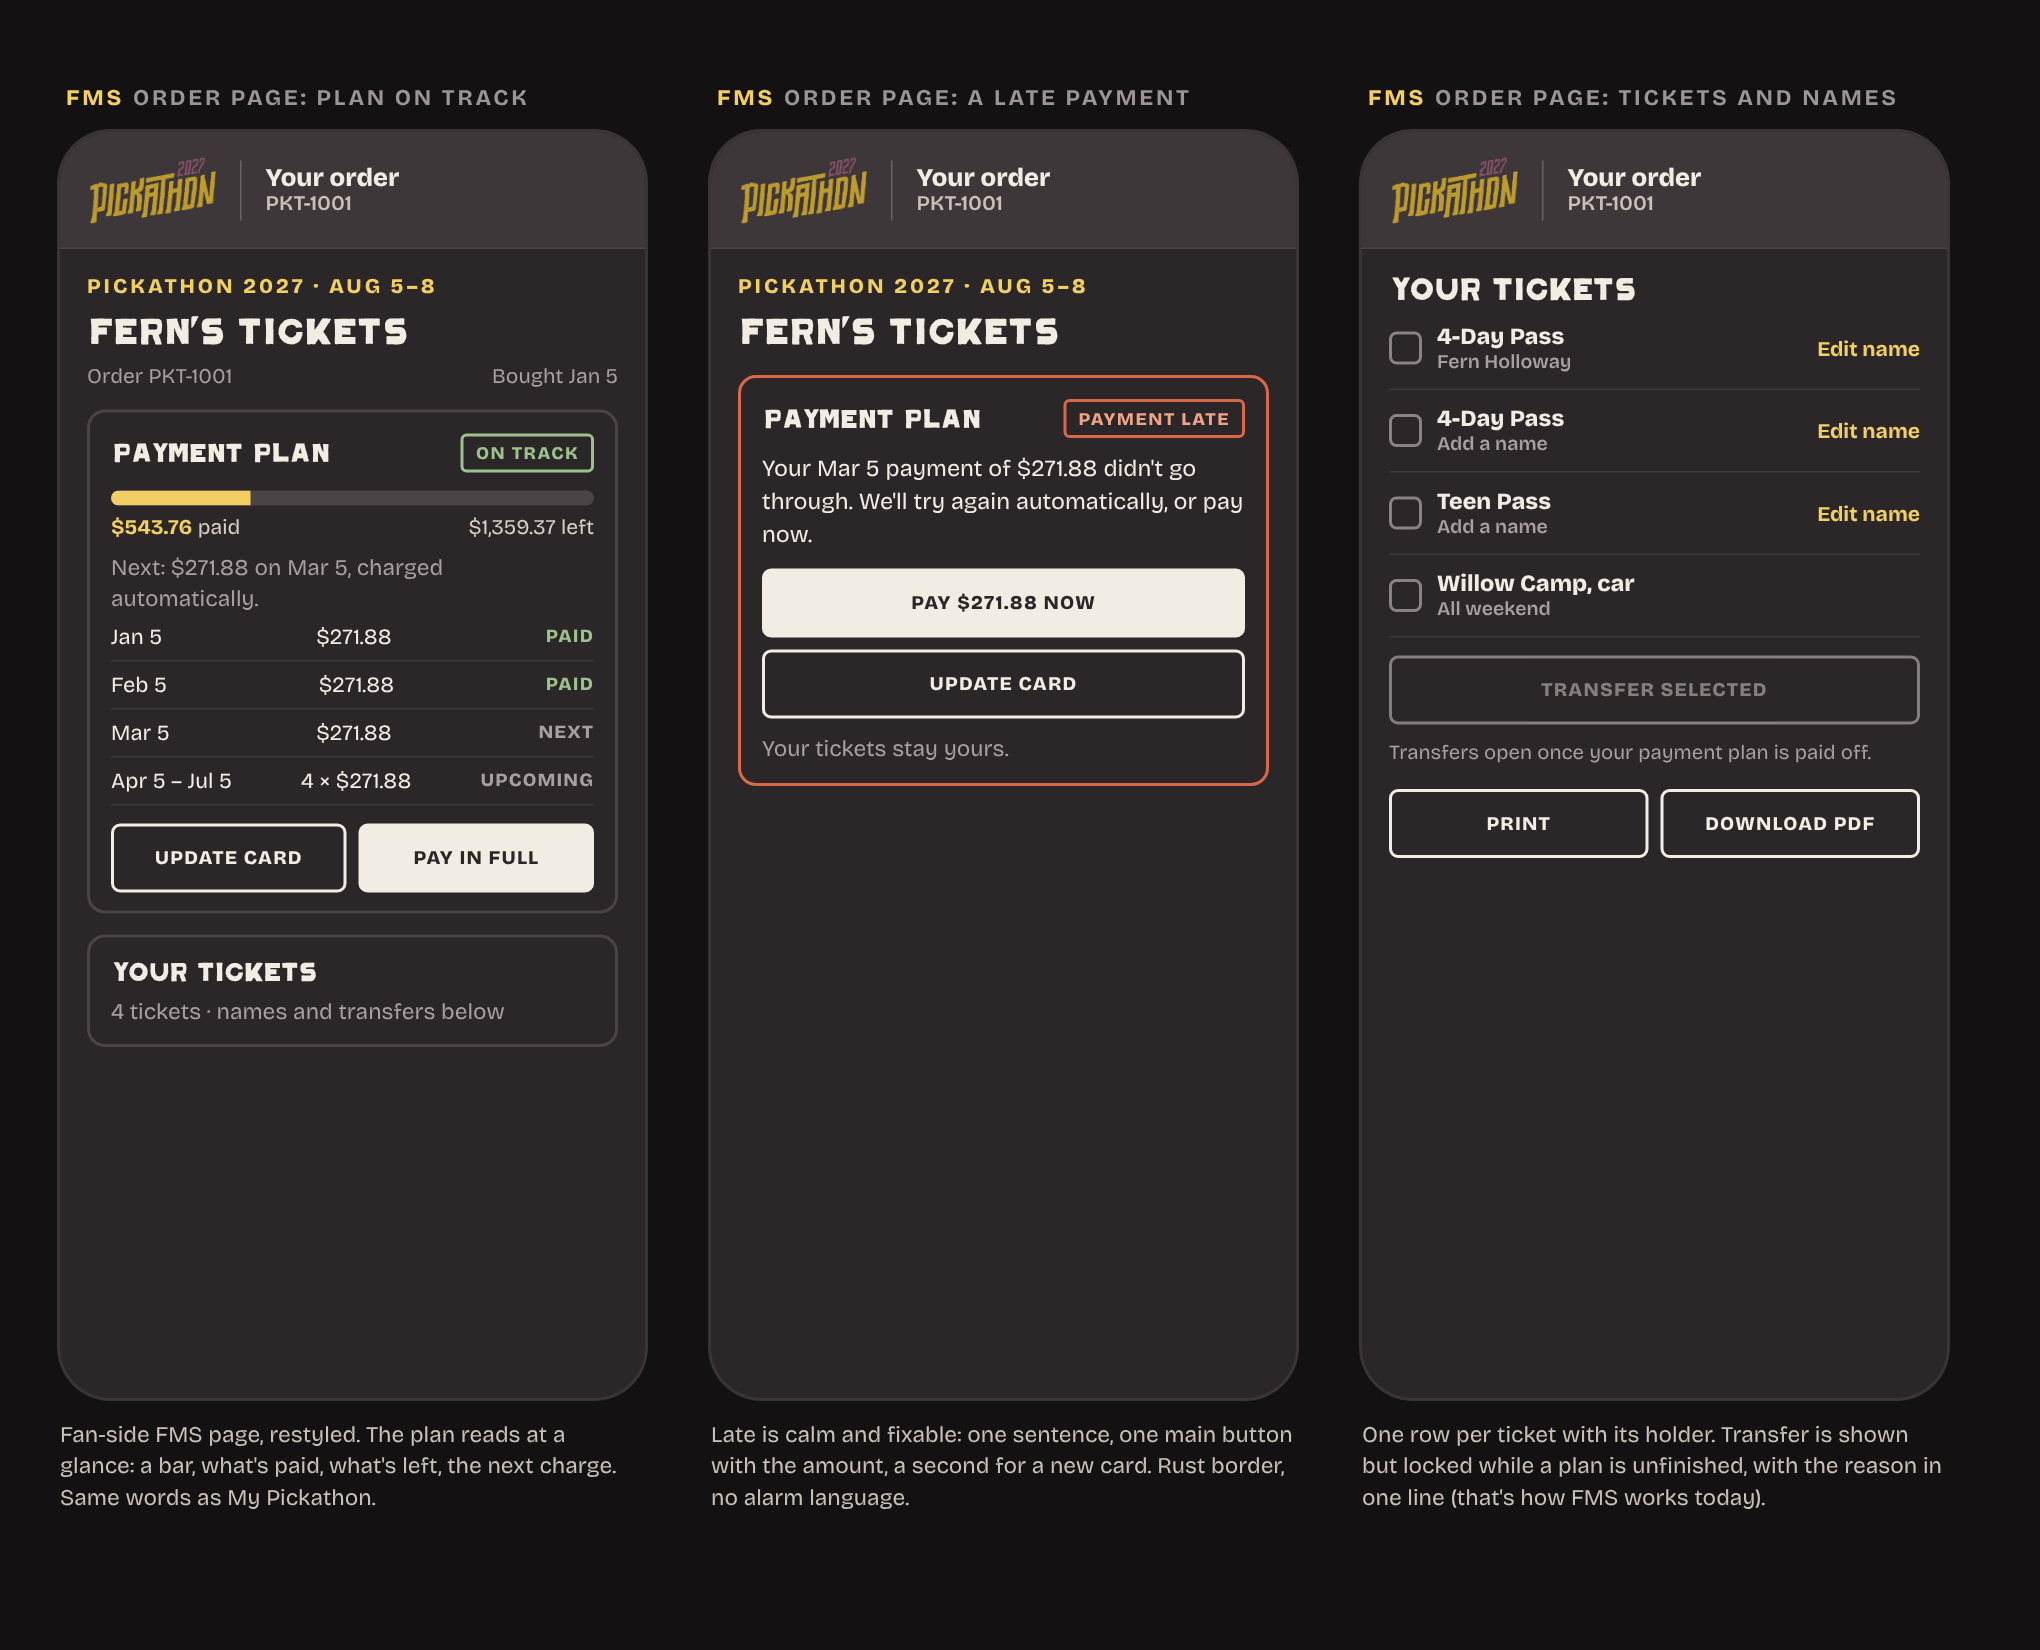 FMS ORDER PAGE: PLAN ON TRACK
2027
PICKATHON
Your order
PKT-1001
PICKATHON 2027 · AUG 5–8
FERN'S TICKETS
Order PKT-1001 Bought Jan 5
PAYMENT PLAN ON TRACK
$543.76 paid $1,359.37 left
Next: $271.88 on Mar 5, charged
automatically.
Jan 5 $271.88 PAID
Feb 5 $271.88 PAID
Mar 5 $271.88 NEXT
Apr 5 – Jul 5 4 × $271.88 UPCOMING
UPDATE CARD PAY IN FULL
YOUR TICKETS
4 tickets · names and transfers below
Fan-side FMS page, restyled. The plan reads at a
glance: a bar, what's paid, what's left, the next charge.
Same words as My Pickathon.
FMS ORDER PAGE: A LATE PAYMENT
2027
PICKATHON
Your order
PKT-1001
PICKATHON 2027 · AUG 5–8
FERN'S TICKETS
PAYMENT PLAN PAYMENT LATE
Your Mar 5 payment of $271.88 didn't go
through. We'll try again automatically, or pay
now.
PAY $271.88 NOW
UPDATE CARD
Your tickets stay yours.
Late is calm and fixable: one sentence, one main button
with the amount, a second for a new card. Rust border,
no alarm language.
FMS ORDER PAGE: TICKETS AND NAMES
2027
PICKATHON
Your order
PKT-1001
YOUR TICKETS
4-Day Pass
Fern Holloway
Edit name
4-Day Pass
Add a name
Edit name
Teen Pass
Add a name
Edit name
Willow Camp, car
All weekend
TRANSFER SELECTED
Transfers open once your payment plan is paid off.
PRINT DOWNLOAD PDF
One row per ticket with its holder. Transfer is shown
but locked while a plan is unfinished, with the reason in
one line (that's how FMS works today).